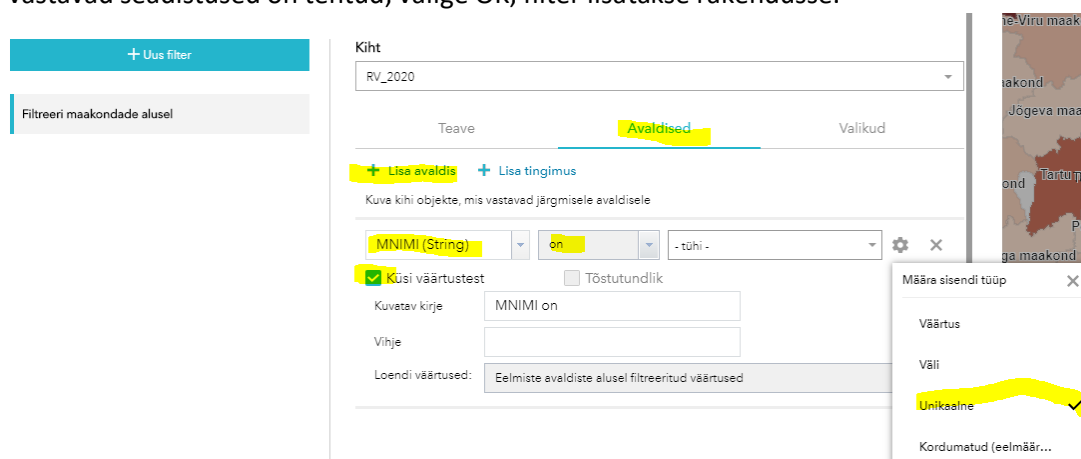 vastavad seadistused on tehtud, valige OK, filter lisatakse rakendusse.
+ Uus filter
Filtreeri maakondade alusel
Kiht
RV_2020
Teave Avaldised Valikud
+ Lisa avaldis + Lisa tingimus
Kuva kihi objekte, mis vastavad järgmisele avaldisele
MNIMI (String) on - tühi -
Küsi väärtustest Tõstutundlik
Kuvatav kirje MNIMI on
Vihje
Loendi väärtused: Eelmiste avaldiste alusel filtreeritud väärtused
ne-Viru maak
aakond
Jõgeva maa
ond Tartu
P
ga maakond
Määra sisendi tüüp
Väärtus
Väli
Unikaalne
Kordumatud (eelmäär...